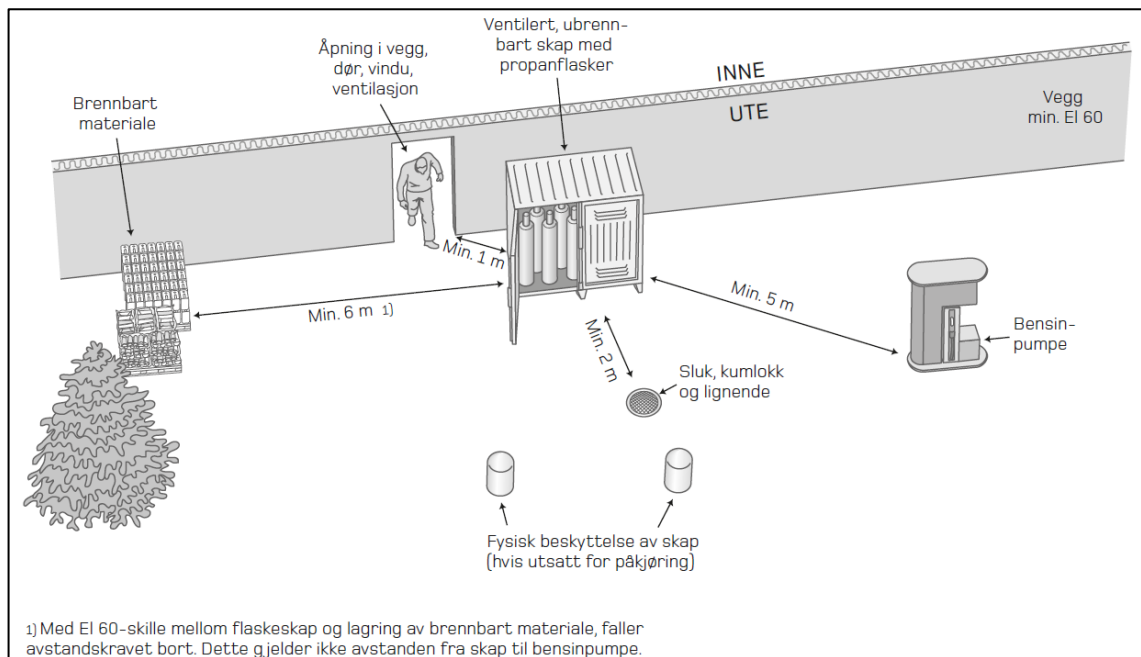 Ventilert, ubrenn-
bart skap med
propanflasker
Åpning i vegg,
dør, vindu,
ventilasjon
INNE
UTE
Vegg
min. EI 60
Brennbart
materiale
Min. 1 m
Min. 6 m 1)
Min. 5 m
Min. 2 m
Bensin-
pumpe
Sluk, kumlokk
og lignende
Fysisk beskyttelse av skap
(hvis utsatt for påkjøring)
1) Med EI 60-skille mellom flaskeskap og lagring av brennbart materiale, faller
avstandskravet bort. Dette gjelder ikke avstanden fra skap til bensinpumpe.